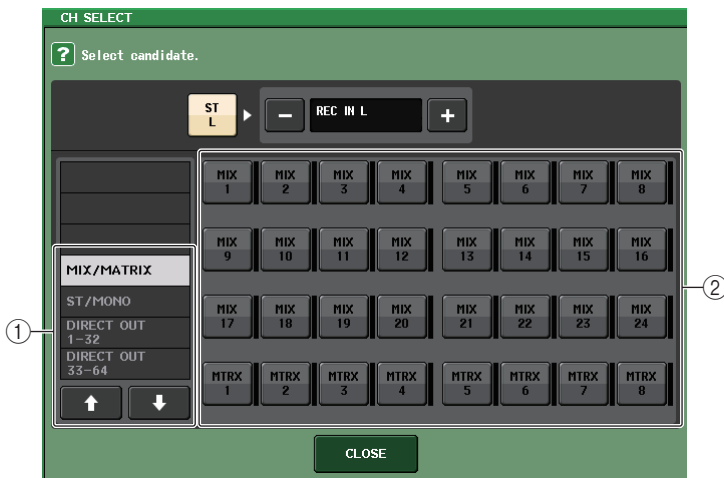 CH SELECT
? Select candidate.
ST
L
− REC IN L +
MIX/MATRIX
ST/MONO
DIRECT OUT
1-32
DIRECT OUT
33-64
①
MIX 1 MIX 2 MIX 3 MIX 4 MIX 5 MIX 6 MIX 7 MIX 8
MIX 9 MIX 10 MIX 11 MIX 12 MIX 13 MIX 14 MIX 15 MIX 16
MIX 17 MIX 18 MIX 19 MIX 20 MIX 21 MIX 22 MIX 23 MIX 24
MTRX 1 MTRX 2 MTRX 3 MTRX 4 MTRX 5 MTRX 6 MTRX 7 MTRX 8
②
CLOSE